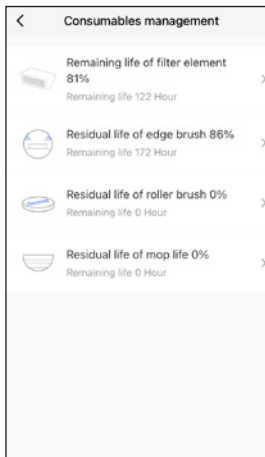 Consumables management
Remaining life of filter element
81%
Remaining life 122 Hour
Residual life of edge brush 86%
Remaining life 172 Hour
Residual life of roller brush 0%
Remaining life 0 Hour
Residual life of mop life 0%
Remaining life 0 Hour